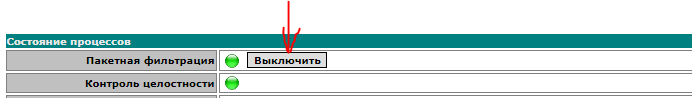 Состояние процессов
Пакетная фильтрация Выключить
Контроль целостности